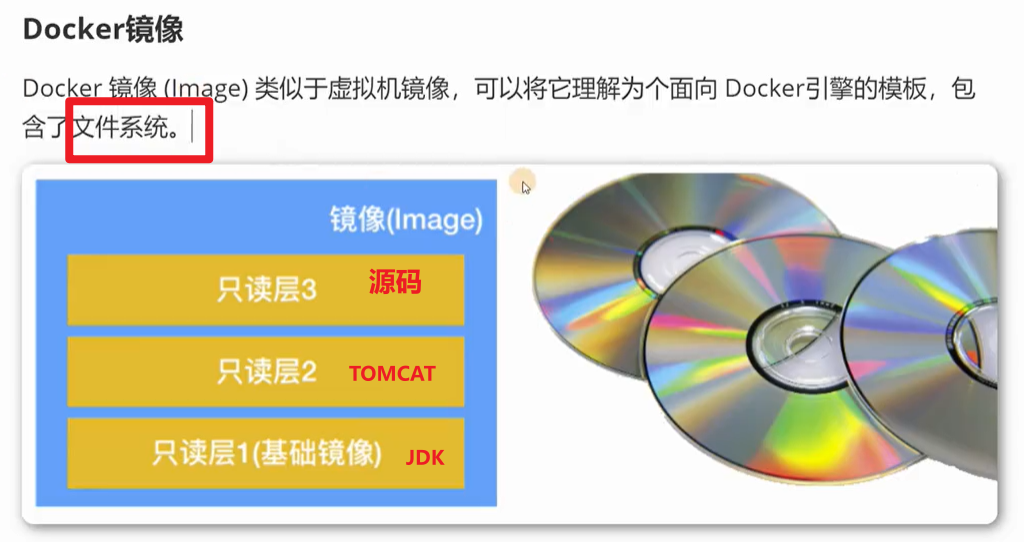 Docker镜像
Docker 镜像 (Image) 类似于虚拟机镜像，可以将它理解为个面向 Docker引擎的模板，包
含了文件系统。
镜像(Image)
只读层3 源码
只读层2 TOMCAT
只读层1(基础镜像) JDK